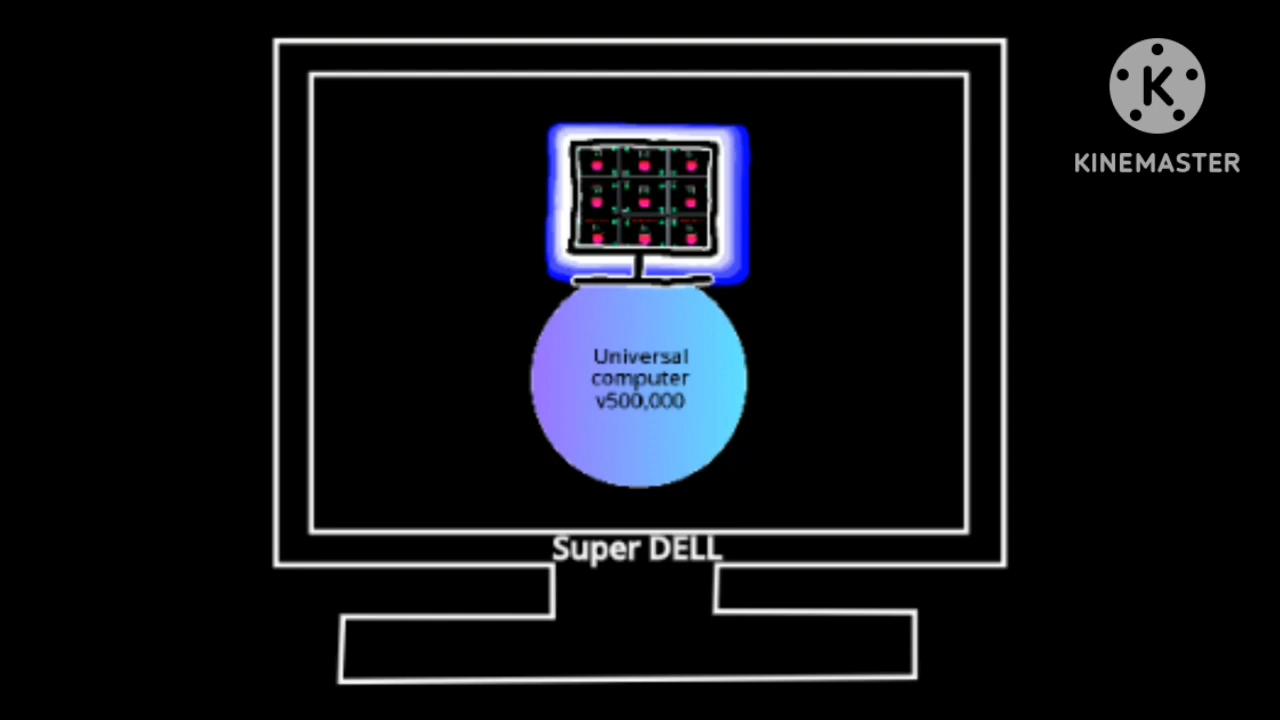 K
KINEMASTER
Universal
computer
v500,000
Super DELL